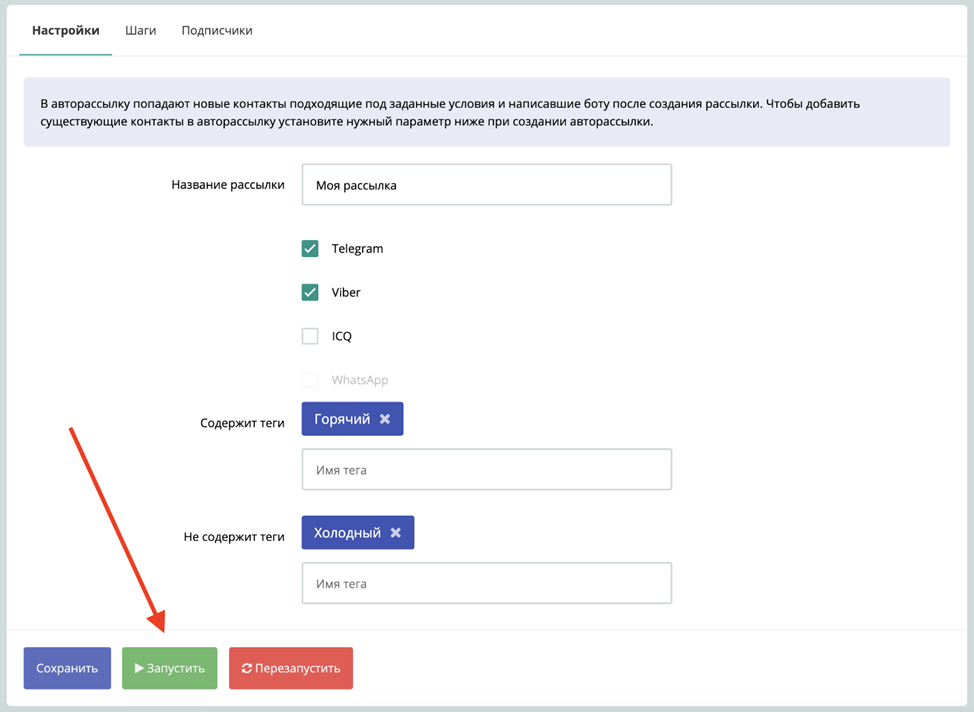 Настройки Шаги Подписчики
В авторассылку попадают новые контакты подходящие под заданные условия и написавшие боту после создания рассылки. Чтобы добавить
существующие контакты в авторассылку установите нужный параметр ниже при создании авторассылки.
Название рассылки Моя рассылка
Telegram
Viber
ICQ
WhatsApp
Содержит теги Горячий
Имя тега
Не содержит теги Холодный
Имя тега
Сохранить Запустить Перезапустить